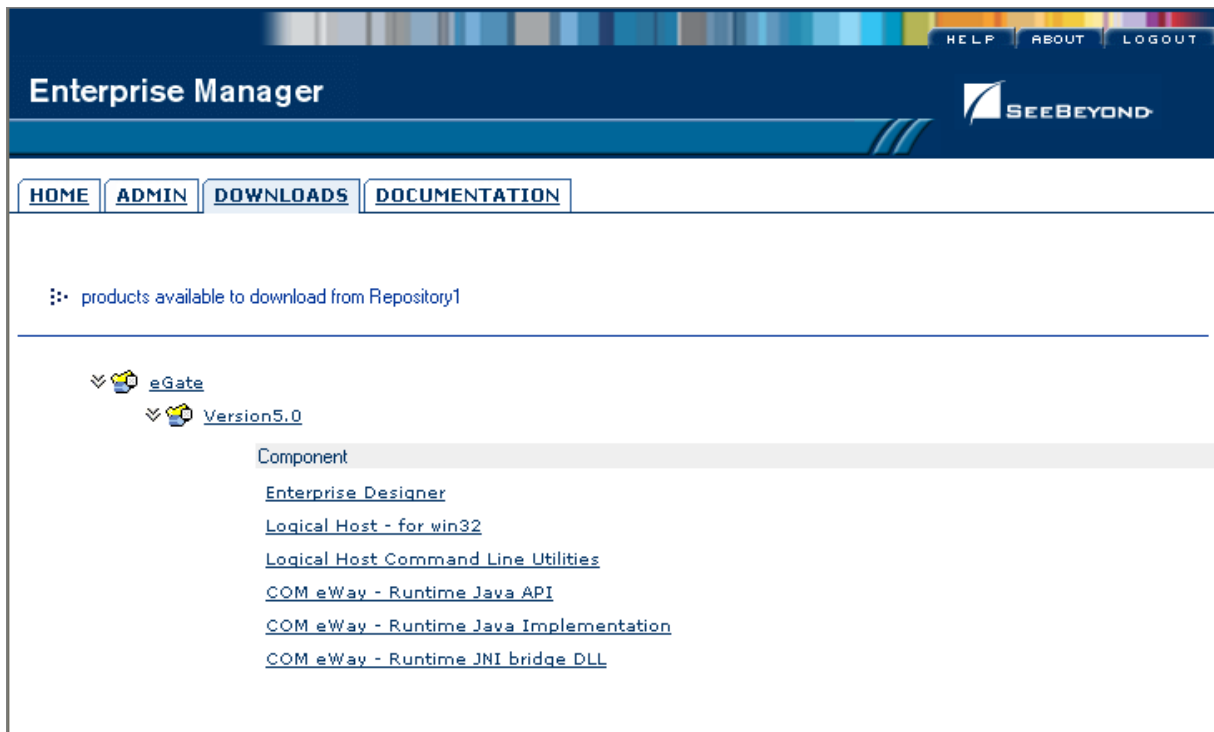 HELP ABOUT LOGOUT
Enterprise Manager
SEEBEYOND
HOME ADMIN DOWNLOADS DOCUMENTATION
products available to download from Repository1
eGate
Version5.0
Component
Enterprise Designer
Logical Host - for win32
Logical Host Command Line Utilities
COM eWay - Runtime Java API
COM eWay - Runtime Java Implementation
COM eWay - Runtime JNI bridge DLL